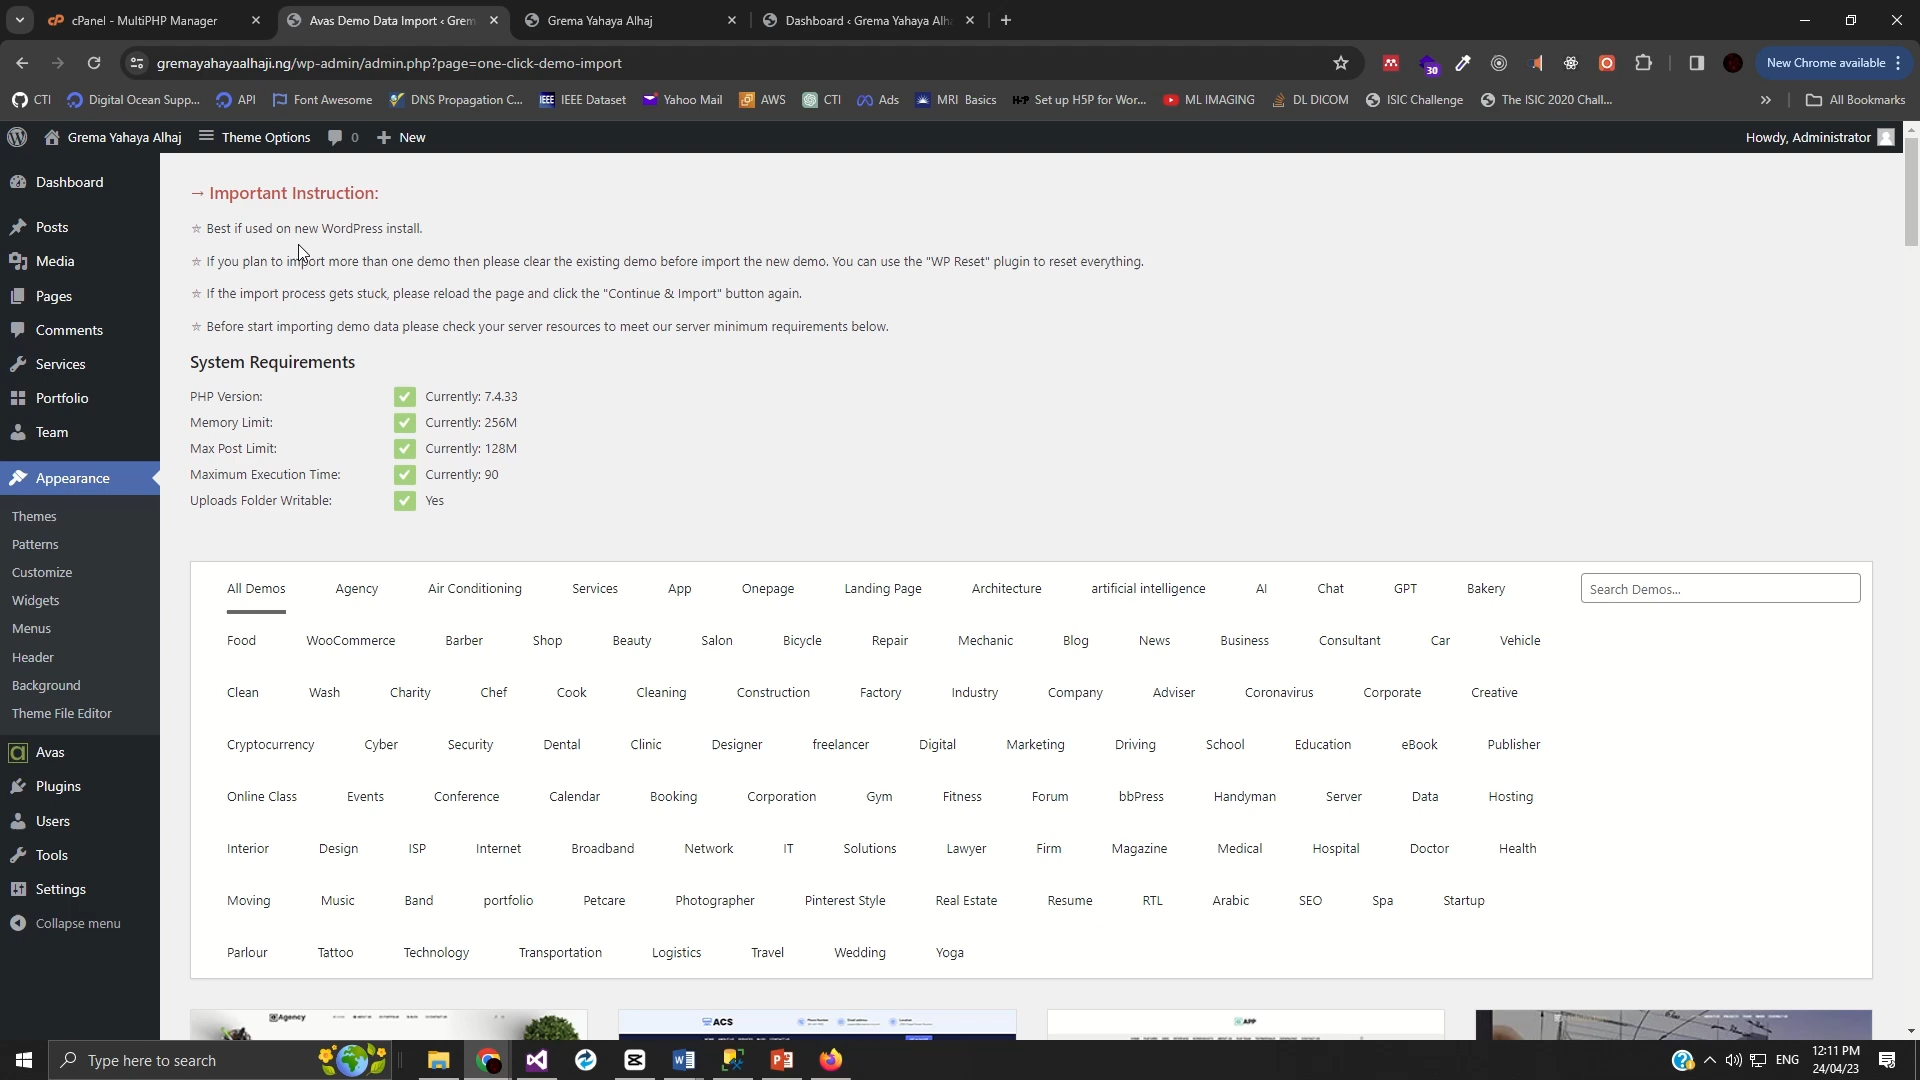 cPanel - MultiPHP Manager
Avas Demo Data Import ‹ Grem
Grema Yahaya Alhaj
Dashboard ‹ Grema Yahaya Alh
gremayahayaalhaji.ng/wp-admin/admin.php?page=one-click-demo-import
30
New Chrome available
CTI
Digital Ocean Supp...
API
Font Awesome
DNS Propagation C...
IEEE Dataset
Yahoo Mail
AWS
CTI
Ads
MRI Basics
H-P Set up H5P for Wor...
ML IMAGING
DL DICOM
ISIC Challenge
The ISIC 2020 Chall...
»
All Bookmarks
Grema Yahaya Alhaj
Theme Options
0
New
Howdy, Administrator
Dashboard
Posts
Media
Pages
Comments
Services
Portfolio
Team
Appearance
Themes
Patterns
Customize
Widgets
Menus
Header
Background
Theme File Editor
Avas
Plugins
Users
Tools
Settings
Collapse menu
→ Important Instruction:
☆ Best if used on new WordPress install.
☆ If you plan to import more than one demo then please clear the existing demo before import the new demo. You can use the "WP Reset" plugin to reset everything.
☆ If the import process gets stuck, please reload the page and click the "Continue & Import" button again.
☆ Before start importing demo data please check your server resources to meet our server minimum requirements below.
System Requirements
PHP Version: Currently: 7.4.33
Memory Limit: Currently: 256M
Max Post Limit: Currently: 128M
Maximum Execution Time: Currently: 90
Uploads Folder Writable: Yes
All Demos Agency Air Conditioning Services App Onepage Landing Page Architecture artificial intelligence AI Chat GPT Bakery
Search Demos...
Food WooCommerce Barber Shop Beauty Salon Bicycle Repair Mechanic Blog News Business Consultant Car Vehicle
Clean Wash Charity Chef Cook Cleaning Construction Factory Industry Company Adviser Coronavirus Corporate Creative
Cryptocurrency Cyber Security Dental Clinic Designer freelancer Digital Marketing Driving School Education eBook Publisher
Online Class Events Conference Calendar Booking Corporation Gym Fitness Forum bbPress Handyman Server Data Hosting
Interior Design ISP Internet Broadband Network IT Solutions Lawyer Firm Magazine Medical Hospital Doctor Health
Moving Music Band portfolio Petcare Photographer Pinterest Style Real Estate Resume RTL Arabic SEO Spa Startup
Parlour Tattoo Technology Transportation Logistics Travel Wedding Yoga
Agency
ACS
APP
Type here to search
ENG
12:11 PM
24/04/23